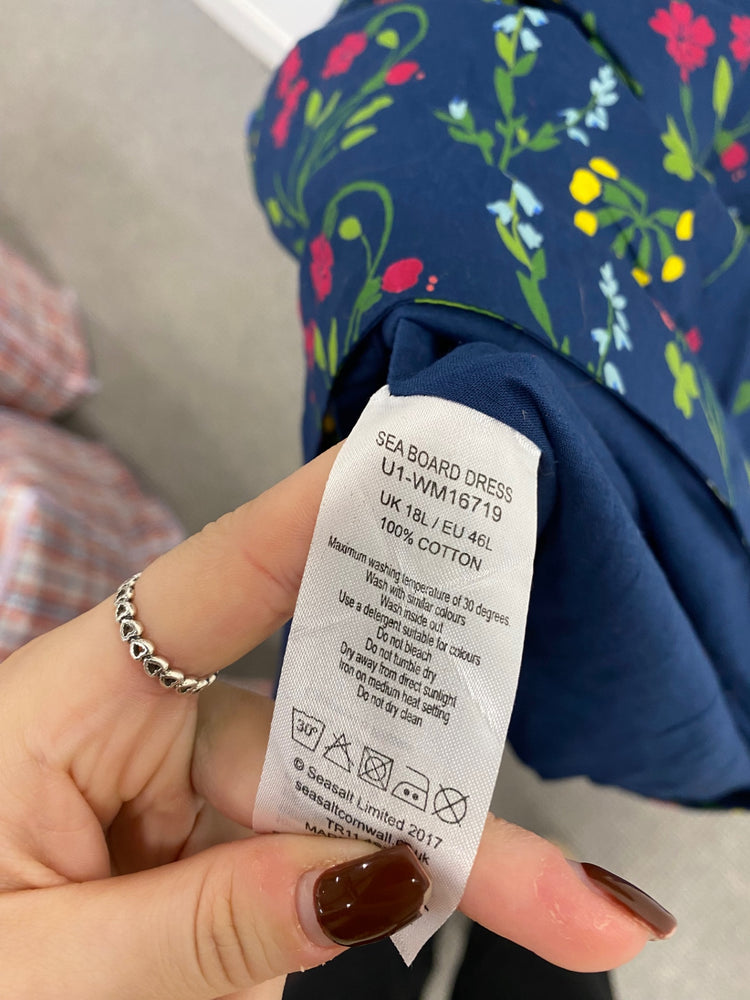 SEA BOARD DRESS
U1-WM16719
UK 18L / EU 46L
100% COTTON
Maximum washing temperature of 30 degrees
Wash with similar colours
Wash inside out
Use a detergent suitable for colours
Do not bleach
Do not tumble dry
Dry away from direct sunlight
Iron on medium heat setting
Do not dry clean
30°
© Seasalt Limited 2017
seasaltcornwall.co.uk
TR11